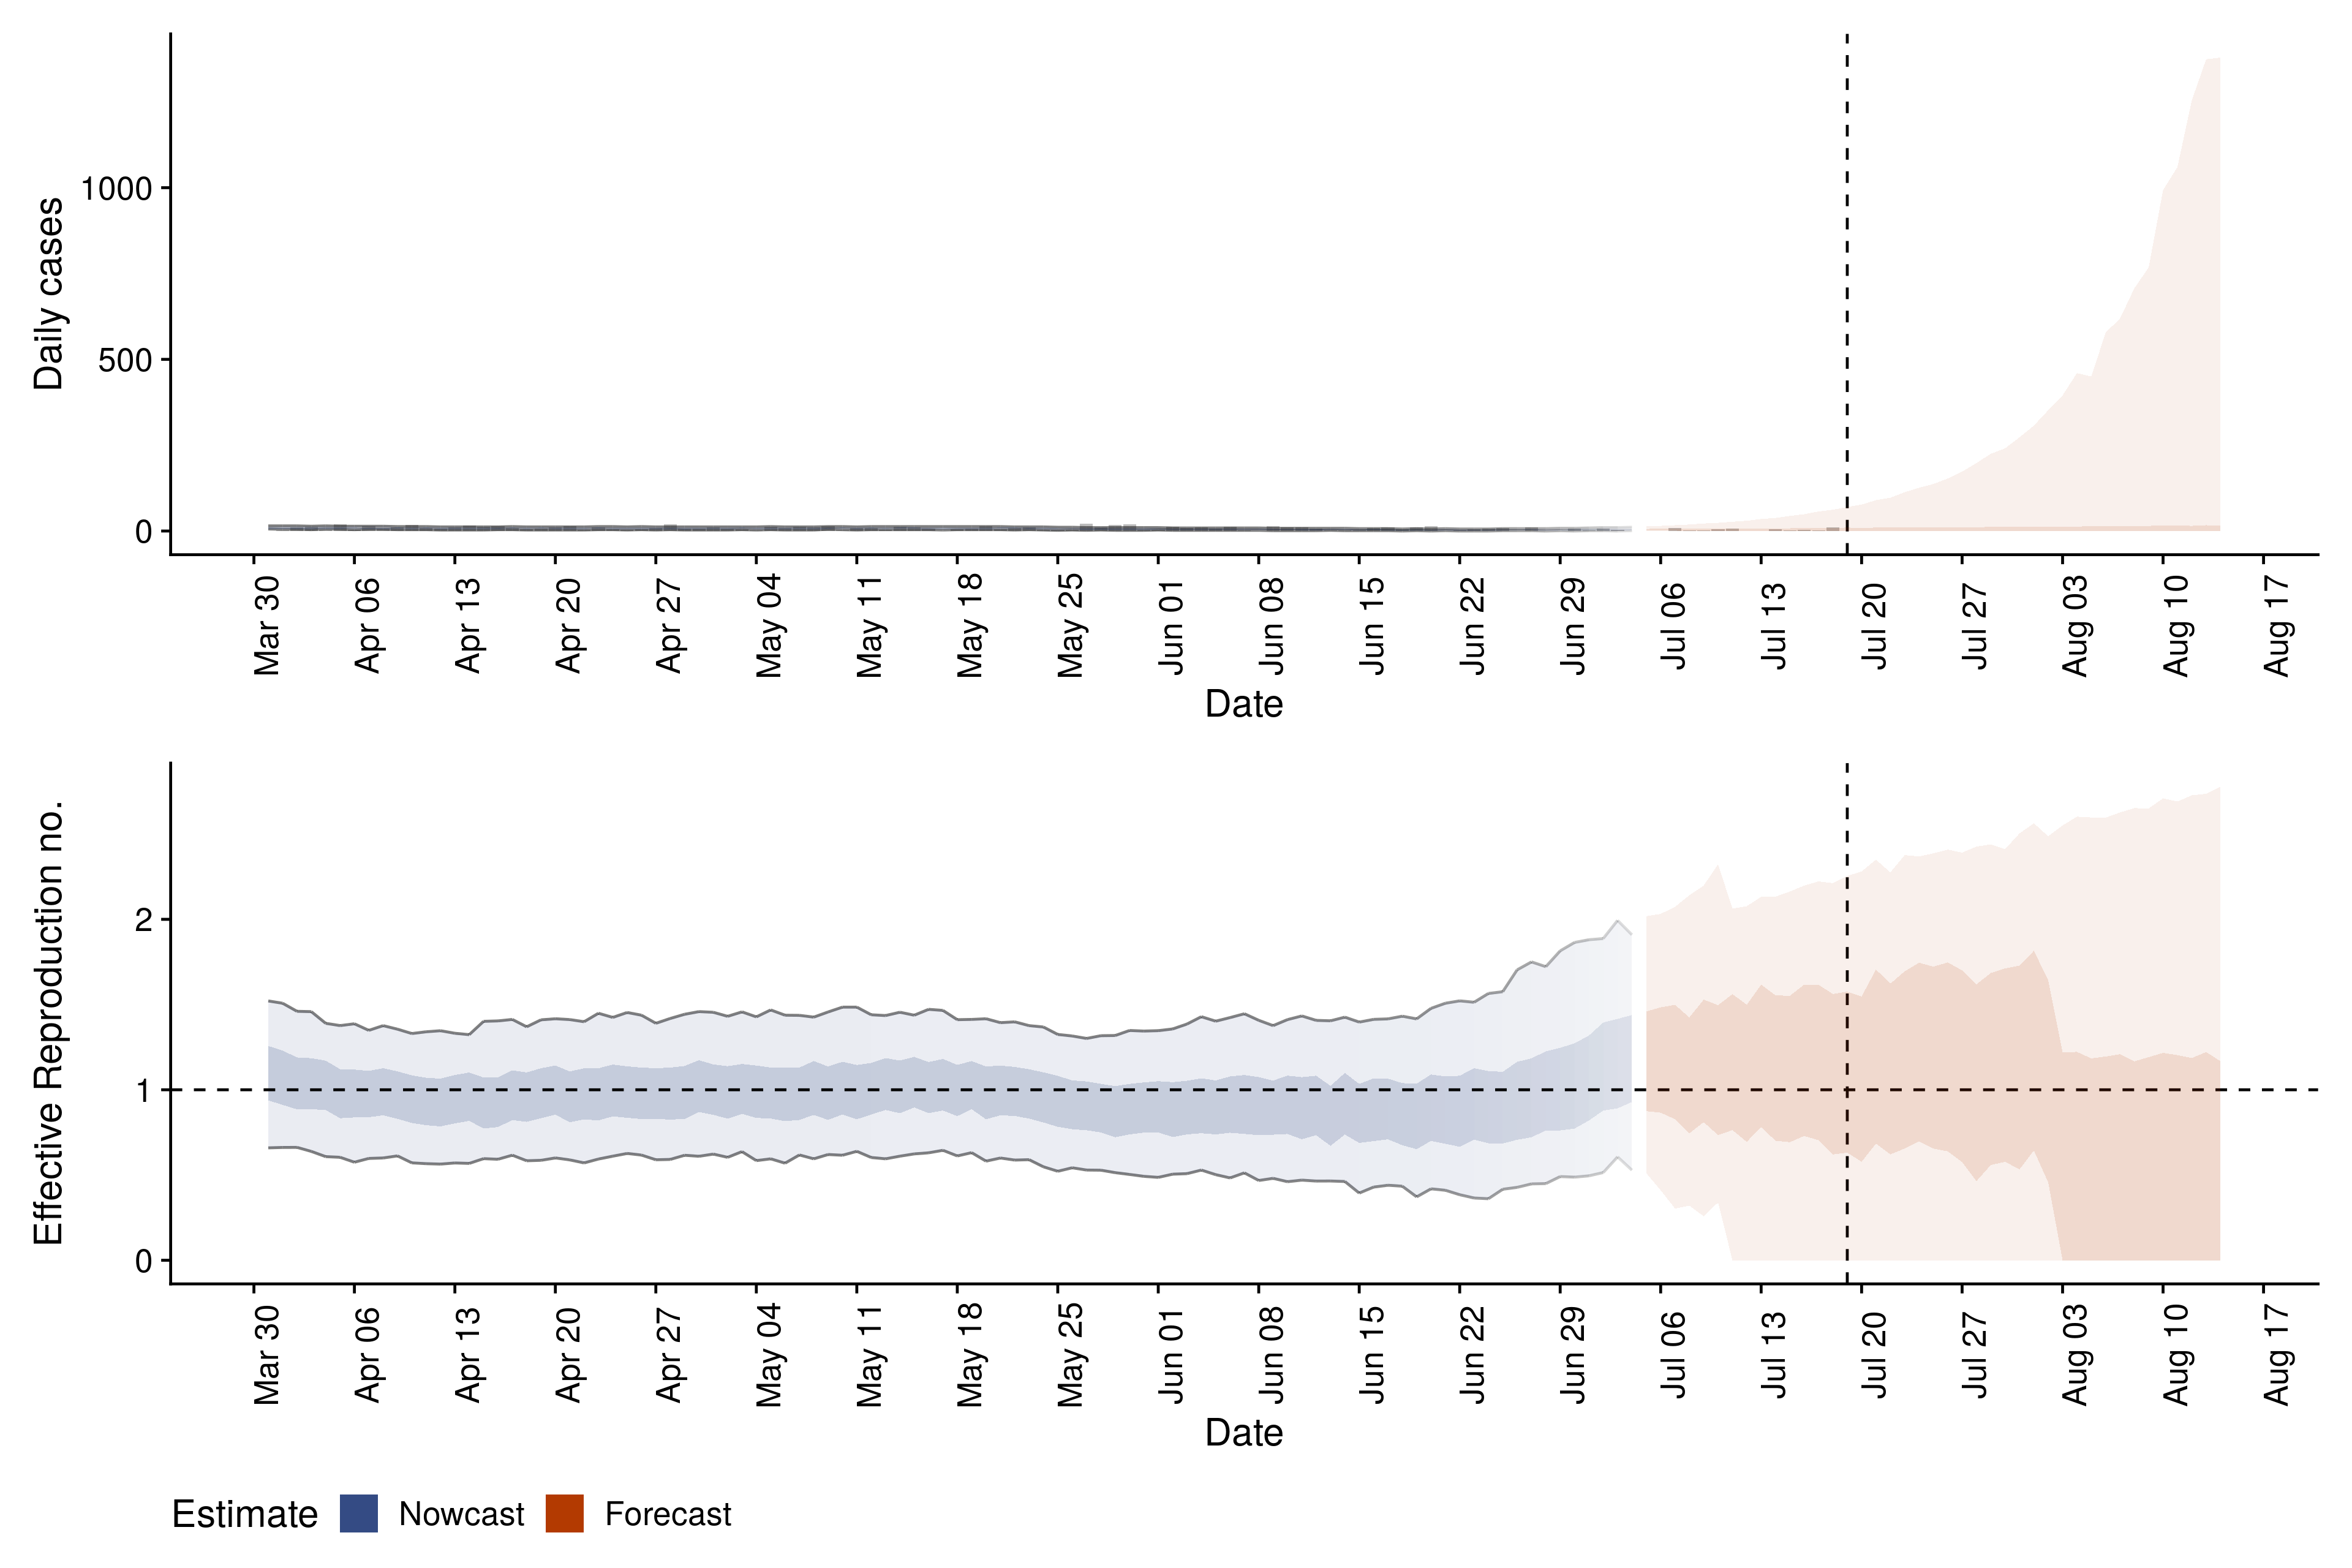 Daily cases
1000
500
0
Mar 30
Apr 06
Apr 13
Apr 20
Apr 27
May 04
May 11
May 18
May 25
Jun 01
Jun 08
Jun 15
Jun 22
Jun 29
Jul 06
Jul 13
Jul 20
Jul 27
Aug 03
Aug 10
Aug 17
Date
Effective Reproduction no.
2
1
0
Mar 30
Apr 06
Apr 13
Apr 20
Apr 27
May 04
May 11
May 18
May 25
Jun 01
Jun 08
Jun 15
Jun 22
Jun 29
Jul 06
Jul 13
Jul 20
Jul 27
Aug 03
Aug 10
Aug 17
Date
Estimate Nowcast Forecast